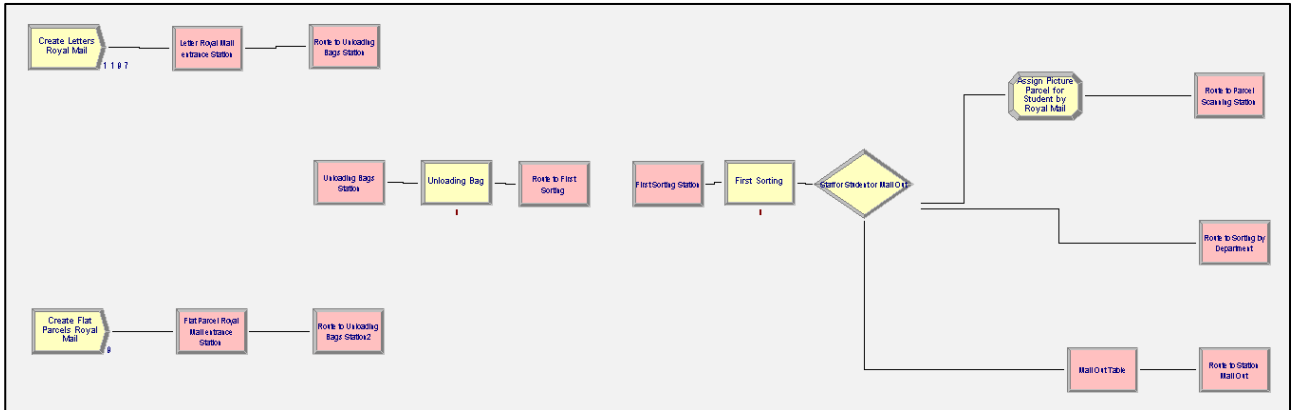 Create Letters
Royal Mail
1 1 9 7
Letter Royal Mail
entrance Station
Route to Unloading
Bags Station
Assign Picture
Parcel for
Student by
Royal Mail
Route to Parcel
Scanning Station
Unloading Bags
Station
Unloading Bag
Route to First
Sorting
First Sorting Station
First Sorting
Staff or Student or Mail Out
Route to Sorting by
Department
Create Flat
Parcels Royal
Mail
9
Flat Parcel Royal
Mail entrance
Station
Route to Unloading
Bags Station2
Mail Out Table
Route to Station
Mail Out